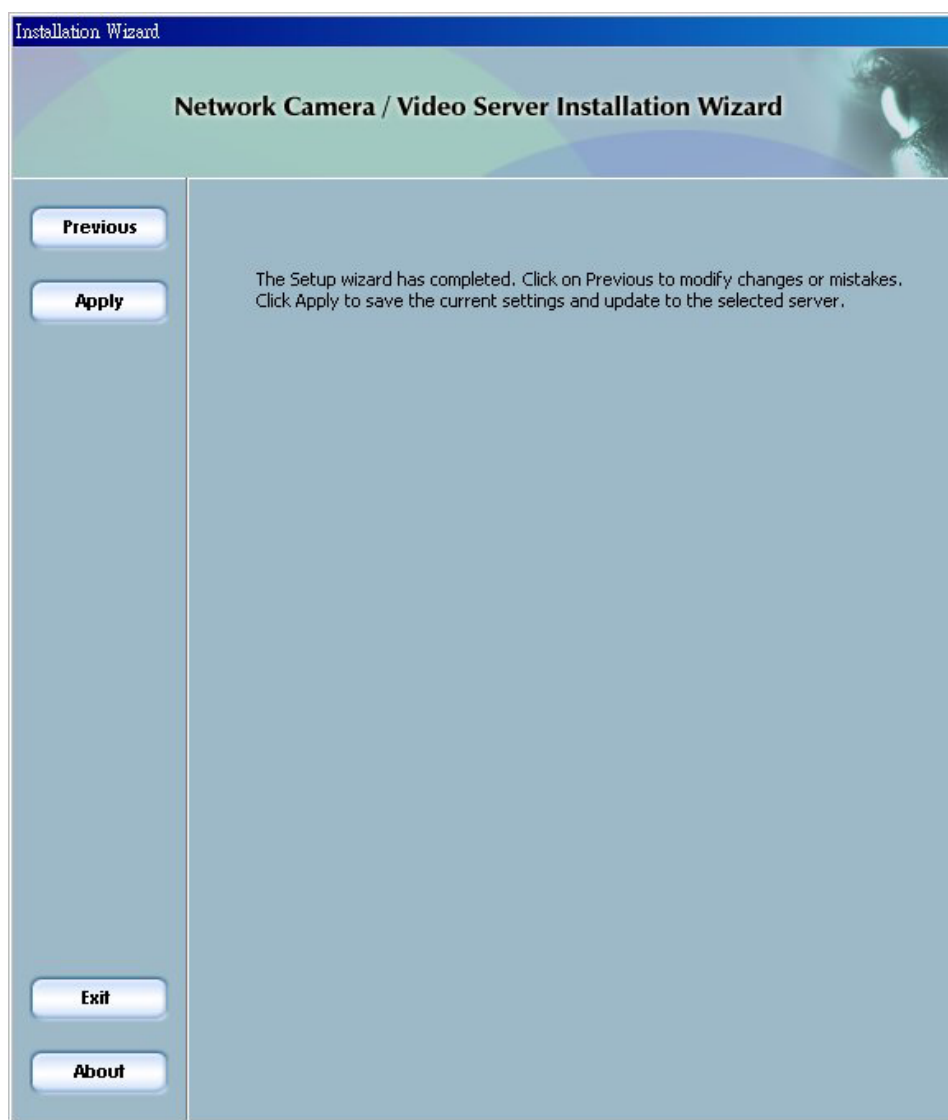 Installation Wizard
Network Camera / Video Server Installation Wizard
Previous
Apply
The Setup wizard has completed. Click on Previous to modify changes or mistakes.
Click Apply to save the current settings and update to the selected server.
Exit
About